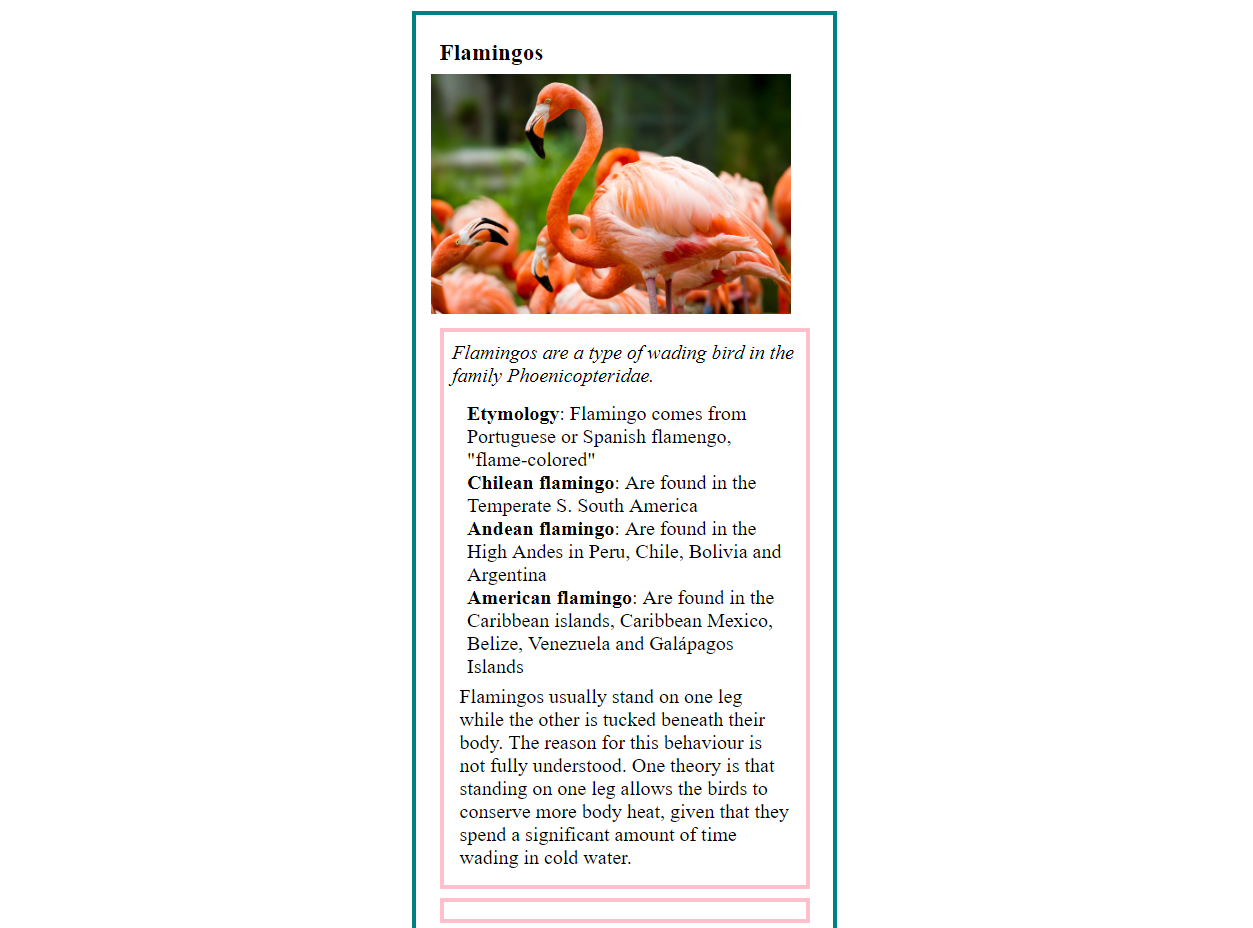 Flamingos
Flamingos are a type of wading bird in the
family Phoenicopteridae.
Etymology: Flamingo comes from
Portuguese or Spanish flamengo,
"flame-colored"
Chilean flamingo: Are found in the
Temperate S. South America
Andean flamingo: Are found in the
High Andes in Peru, Chile, Bolivia and
Argentina
American flamingo: Are found in the
Caribbean islands, Caribbean Mexico,
Belize, Venezuela and Galápagos
Islands
Flamingos usually stand on one leg
while the other is tucked beneath their
body. The reason for this behaviour is
not fully understood. One theory is that
standing on one leg allows the birds to
conserve more body heat, given that they
spend a significant amount of time
wading in cold water.